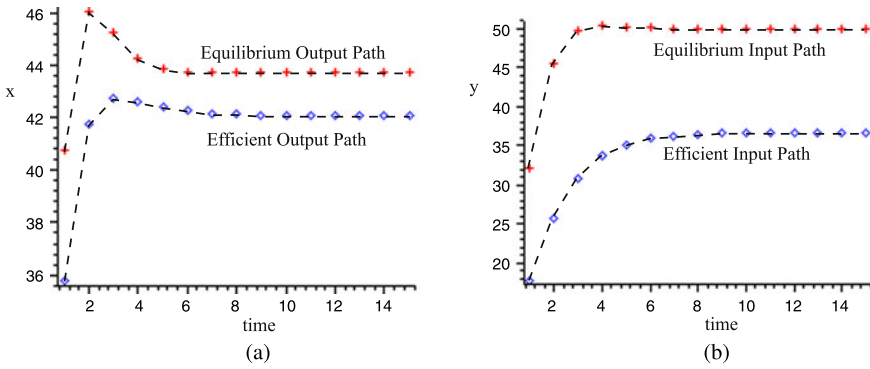 46
44
42
40
38
36
x
Equilibrium Output Path
Efficient Output Path
2 4 6 8 10 12 14
time
(a)
50
45
40
35
30
25
20
y
Equilibrium Input Path
Efficient Input Path
2 4 6 8 10 12 14
time
(b)